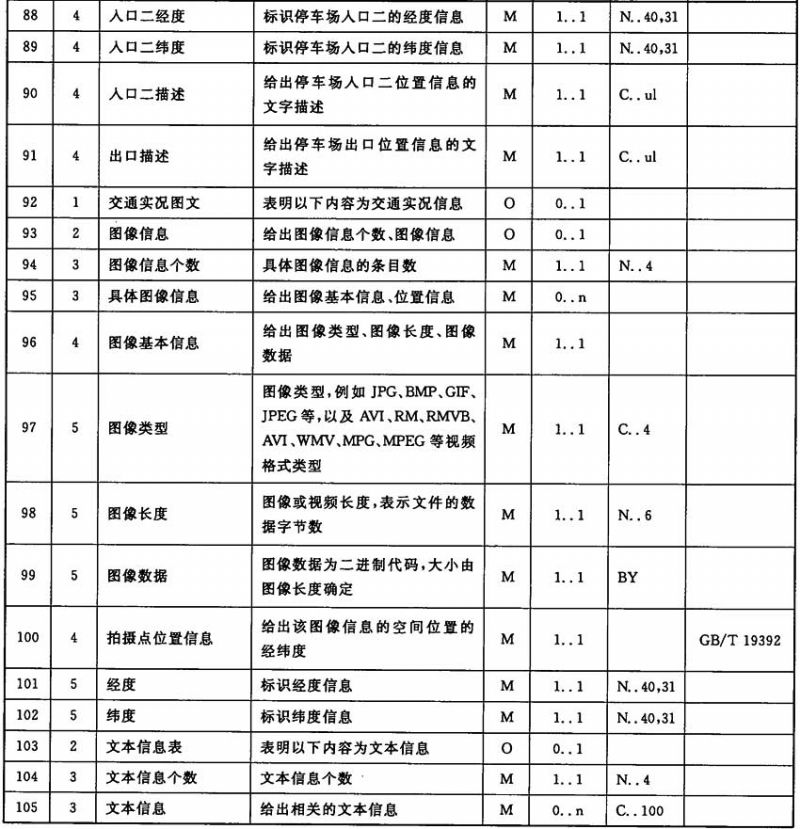 88 4 入口二经度 标识停车场入口二的经度信息 M 1..1 N..40,31
89 4 入口二纬度 标识停车场入口二的纬度信息 M 1..1 N..40,31
90 4 入口二描述 给出停车场入口二位置信息的
文字描述 M 1..1 C..ul
91 4 出口描述 给出停车场出口位置信息的文
字描述 M 1..1 C..ul
92 1 交通实况图文 表明以下内容为交通实况信息 O 0..1
93 2 图像信息 给出图像信息个数、图像信息 O 0..1
94 3 图像信息个数 具体图像信息的条目数 M 1..1 N..4
95 3 具体图像信息 给出图像基本信息、位置信息 M 0..n
96 4 图像基本信息 给出图像类型、图像长度、图像
数据 M 1..1
97 5 图像类型 图像类型,例如 JPG、BMP、GIF、
JPEG 等,以及 AVI、RM、RMVB、
AVI、WMV、MPG、MPEG 等视频
格式类型 M 1..1 C..4
98 5 图像长度 图像或视频长度,表示文件的数
据字节数 M 1..1 N..6
99 5 图像数据 图像数据为二进制代码,大小由
图像长度确定 M 1..1 BY
100 4 拍摄点位置信息 给出该图像信息的空间位置的
经纬度 M 1..1 GB/T 19392
101 5 经度 标识经度信息 M 1..1 N..40,31
102 5 纬度 标识纬度信息 M 1..1 N..40,31
103 2 文本信息表 表明以下内容为文本信息 O 0..1
104 3 文本信息个数 文本信息个数 M 1..1 N..4
105 3 文本信息 给出相关的文本信息 M 0..n C..100